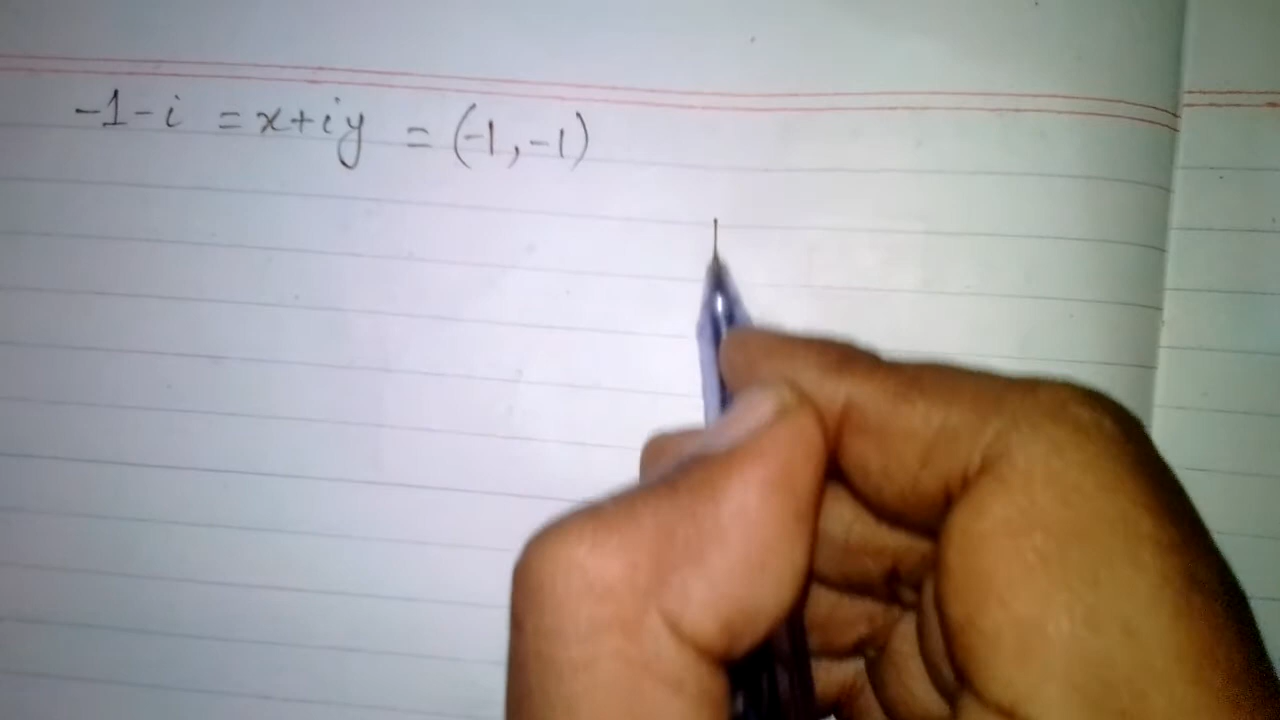 -1-i = x+iy = (-1,-1)